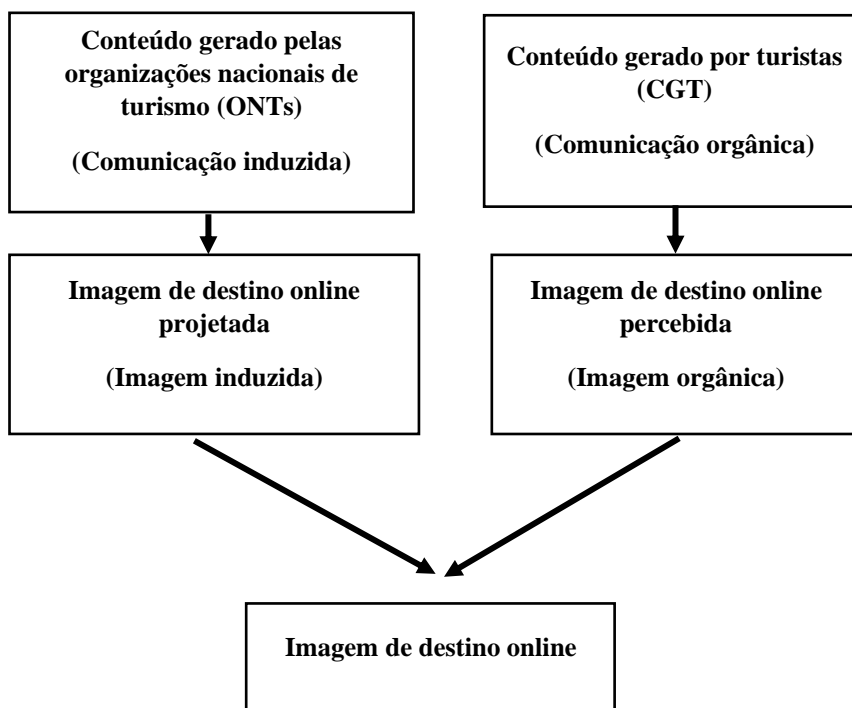 Conteúdo gerado pelas
organizações nacionais de
turismo (ONTs)
(Comunicação induzida)
Conteúdo gerado por turistas
(CGT)
(Comunicação orgânica)
Imagem de destino online
projetada
(Imagem induzida)
Imagem de destino online
percebida
(Imagem orgânica)
Imagem de destino online